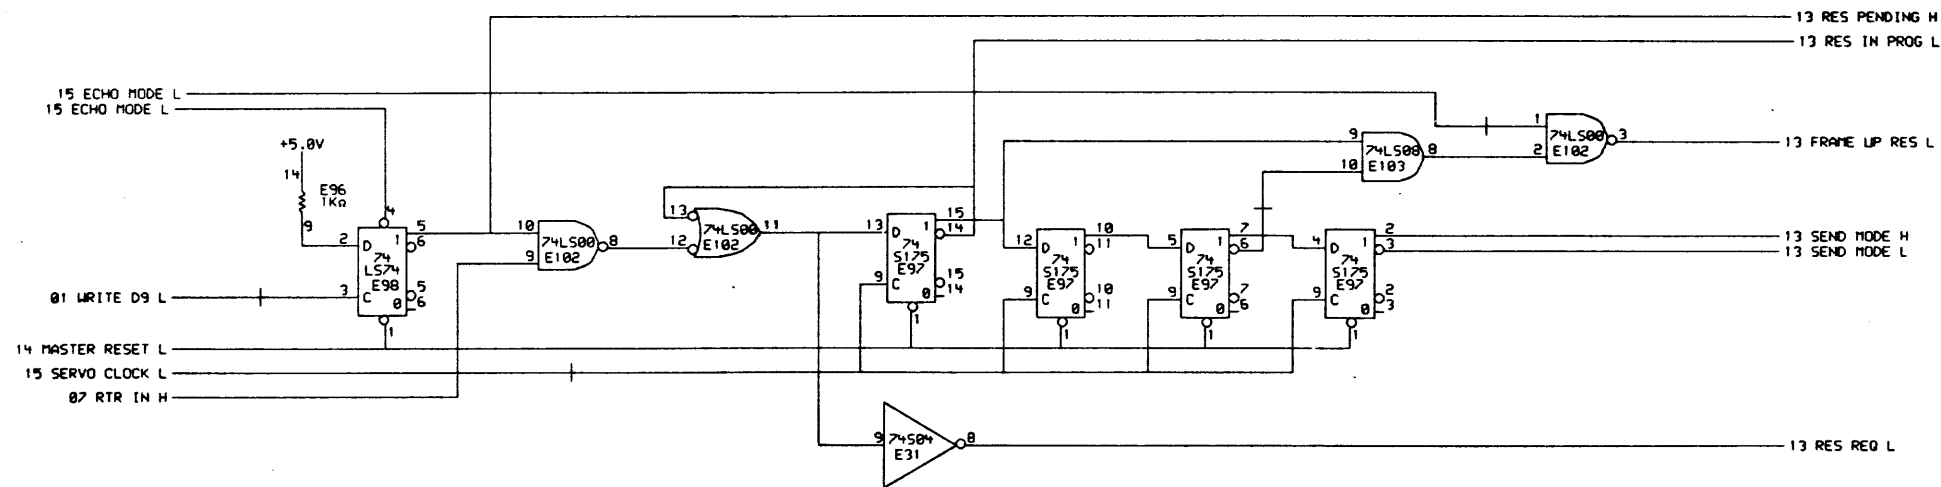 13 RES PENDING H
13 RES IN PROG L
15 ECHO MODE L
15 ECHO MODE L
+5.0V
14
E96
1KΩ
9
4
2 D 1 5
6
74
LS74
E98
3 C 0 5
6
1
01 WRITE D9 L
10
9
74LS00
E102
8
13
12
74LS00
E102
11
13 D 1 15
14
74
S175
E97
9 C 0 15
14
1
12 D 1 10
11
74
S175
E97
9 C 0 10
11
1
5 D 1 7
6
74
S175
E97
9 C 0 7
6
1
4 D 1 2
3
74
S175
E97
9 C 0 2
3
1
9
10
74LS08
E103
8
1
2
74LS00
E102
3
13 FRAME UP RES L
13 SEND MODE H
13 SEND MODE L
14 MASTER RESET L
15 SERVO CLOCK L
07 RTR IN H
9
74S04
E31
8
13 RES REQ L